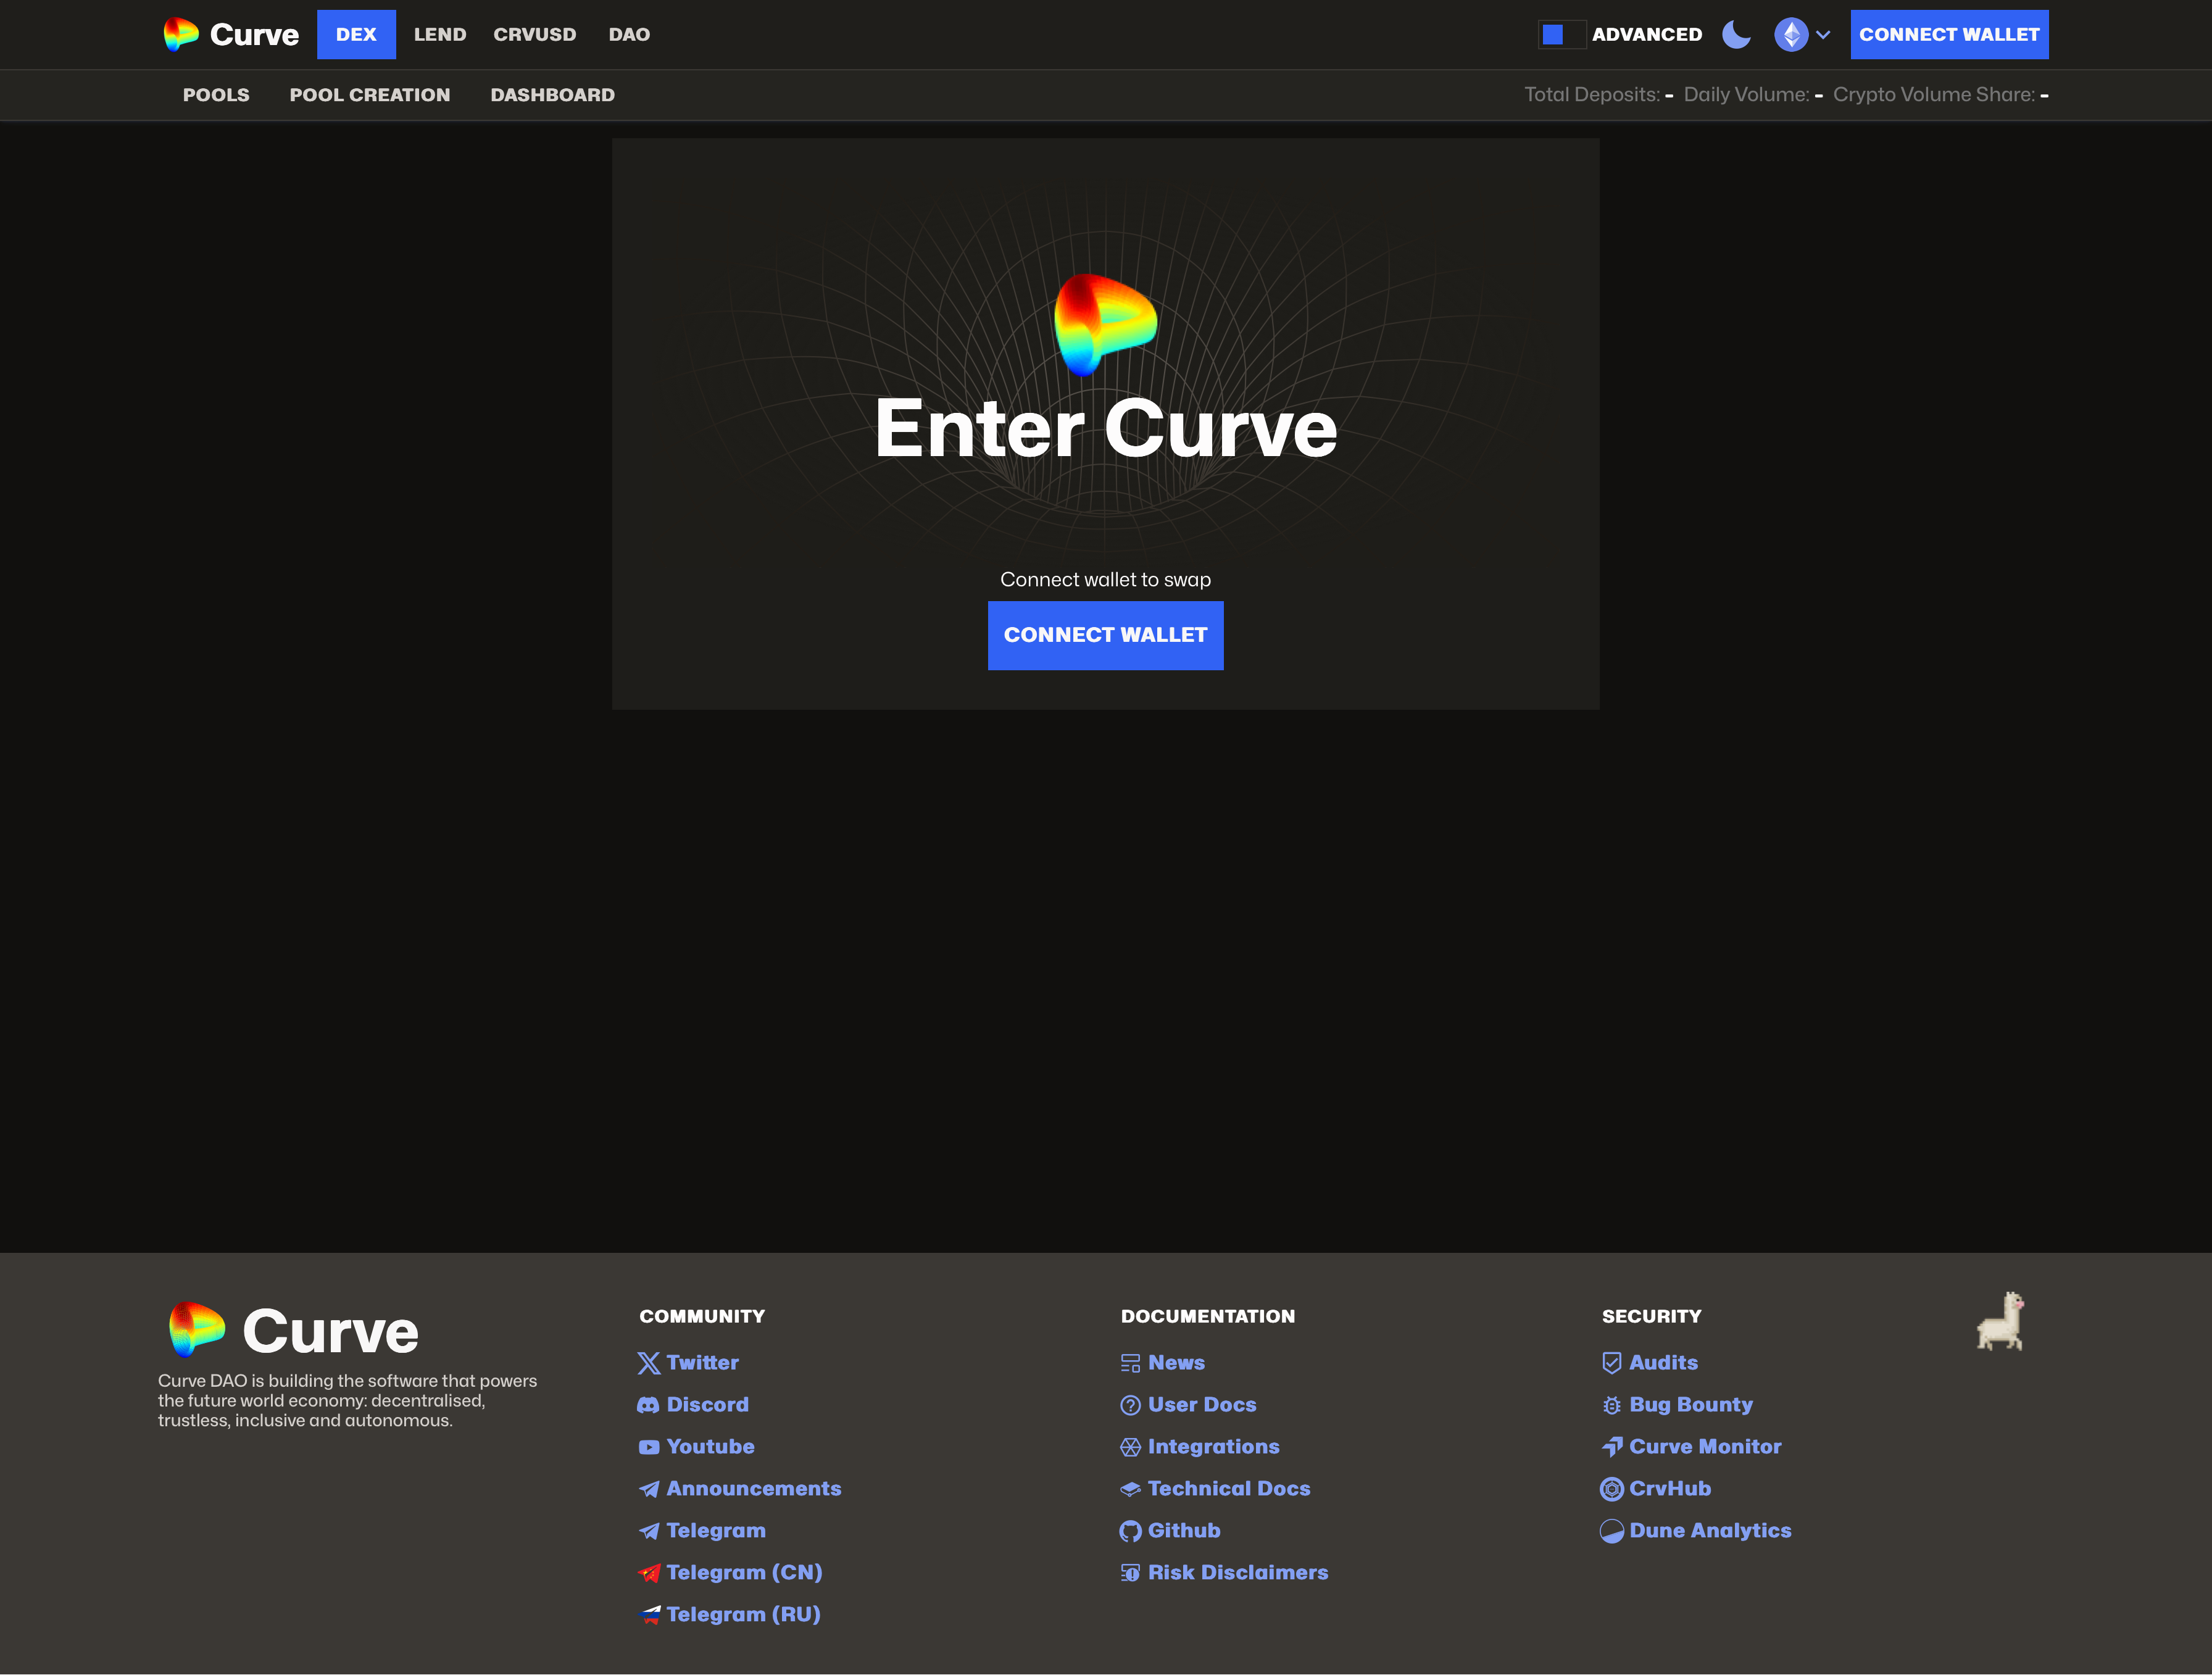 Curve DEX LEND CRVUSD DAO ADVANCED CONNECT WALLET
POOLS POOL CREATION DASHBOARD Total Deposits: - Daily Volume: - Crypto Volume Share: -
Enter Curve
Connect wallet to swap
CONNECT WALLET
Curve
Curve DAO is building the software that powers
the future world economy: decentralised,
trustless, inclusive and autonomous.
COMMUNITY
Twitter
Discord
Youtube
Announcements
Telegram
Telegram (CN)
Telegram (RU)
DOCUMENTATION
News
User Docs
Integrations
Technical Docs
Github
Risk Disclaimers
SECURITY
Audits
Bug Bounty
Curve Monitor
CrvHub
Dune Analytics